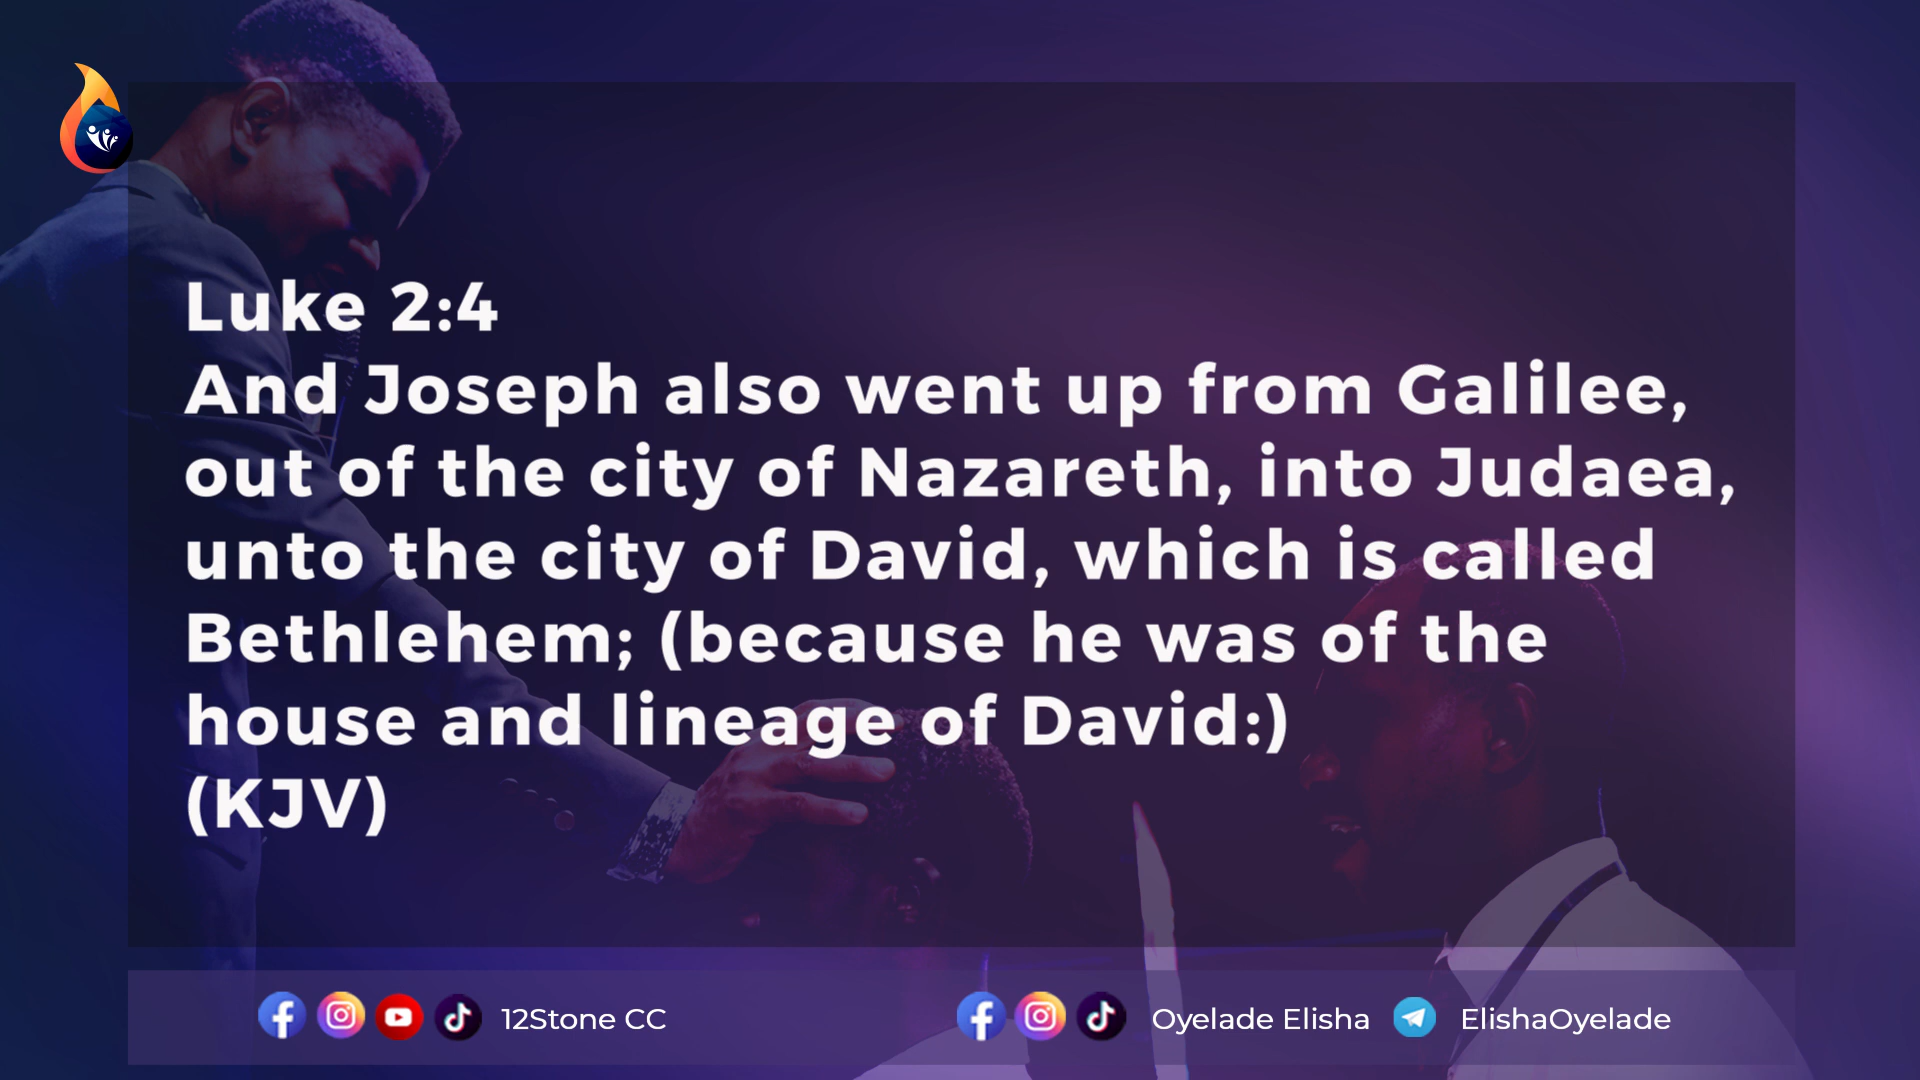 Luke 2:4
And Joseph also went up from Galilee,
out of the city of Nazareth, into Judaea,
unto the city of David, which is called
Bethlehem; (because he was of the
house and lineage of David:)
(KJV)
12Stone CC
Oyelade Elisha
ElishaOyelade